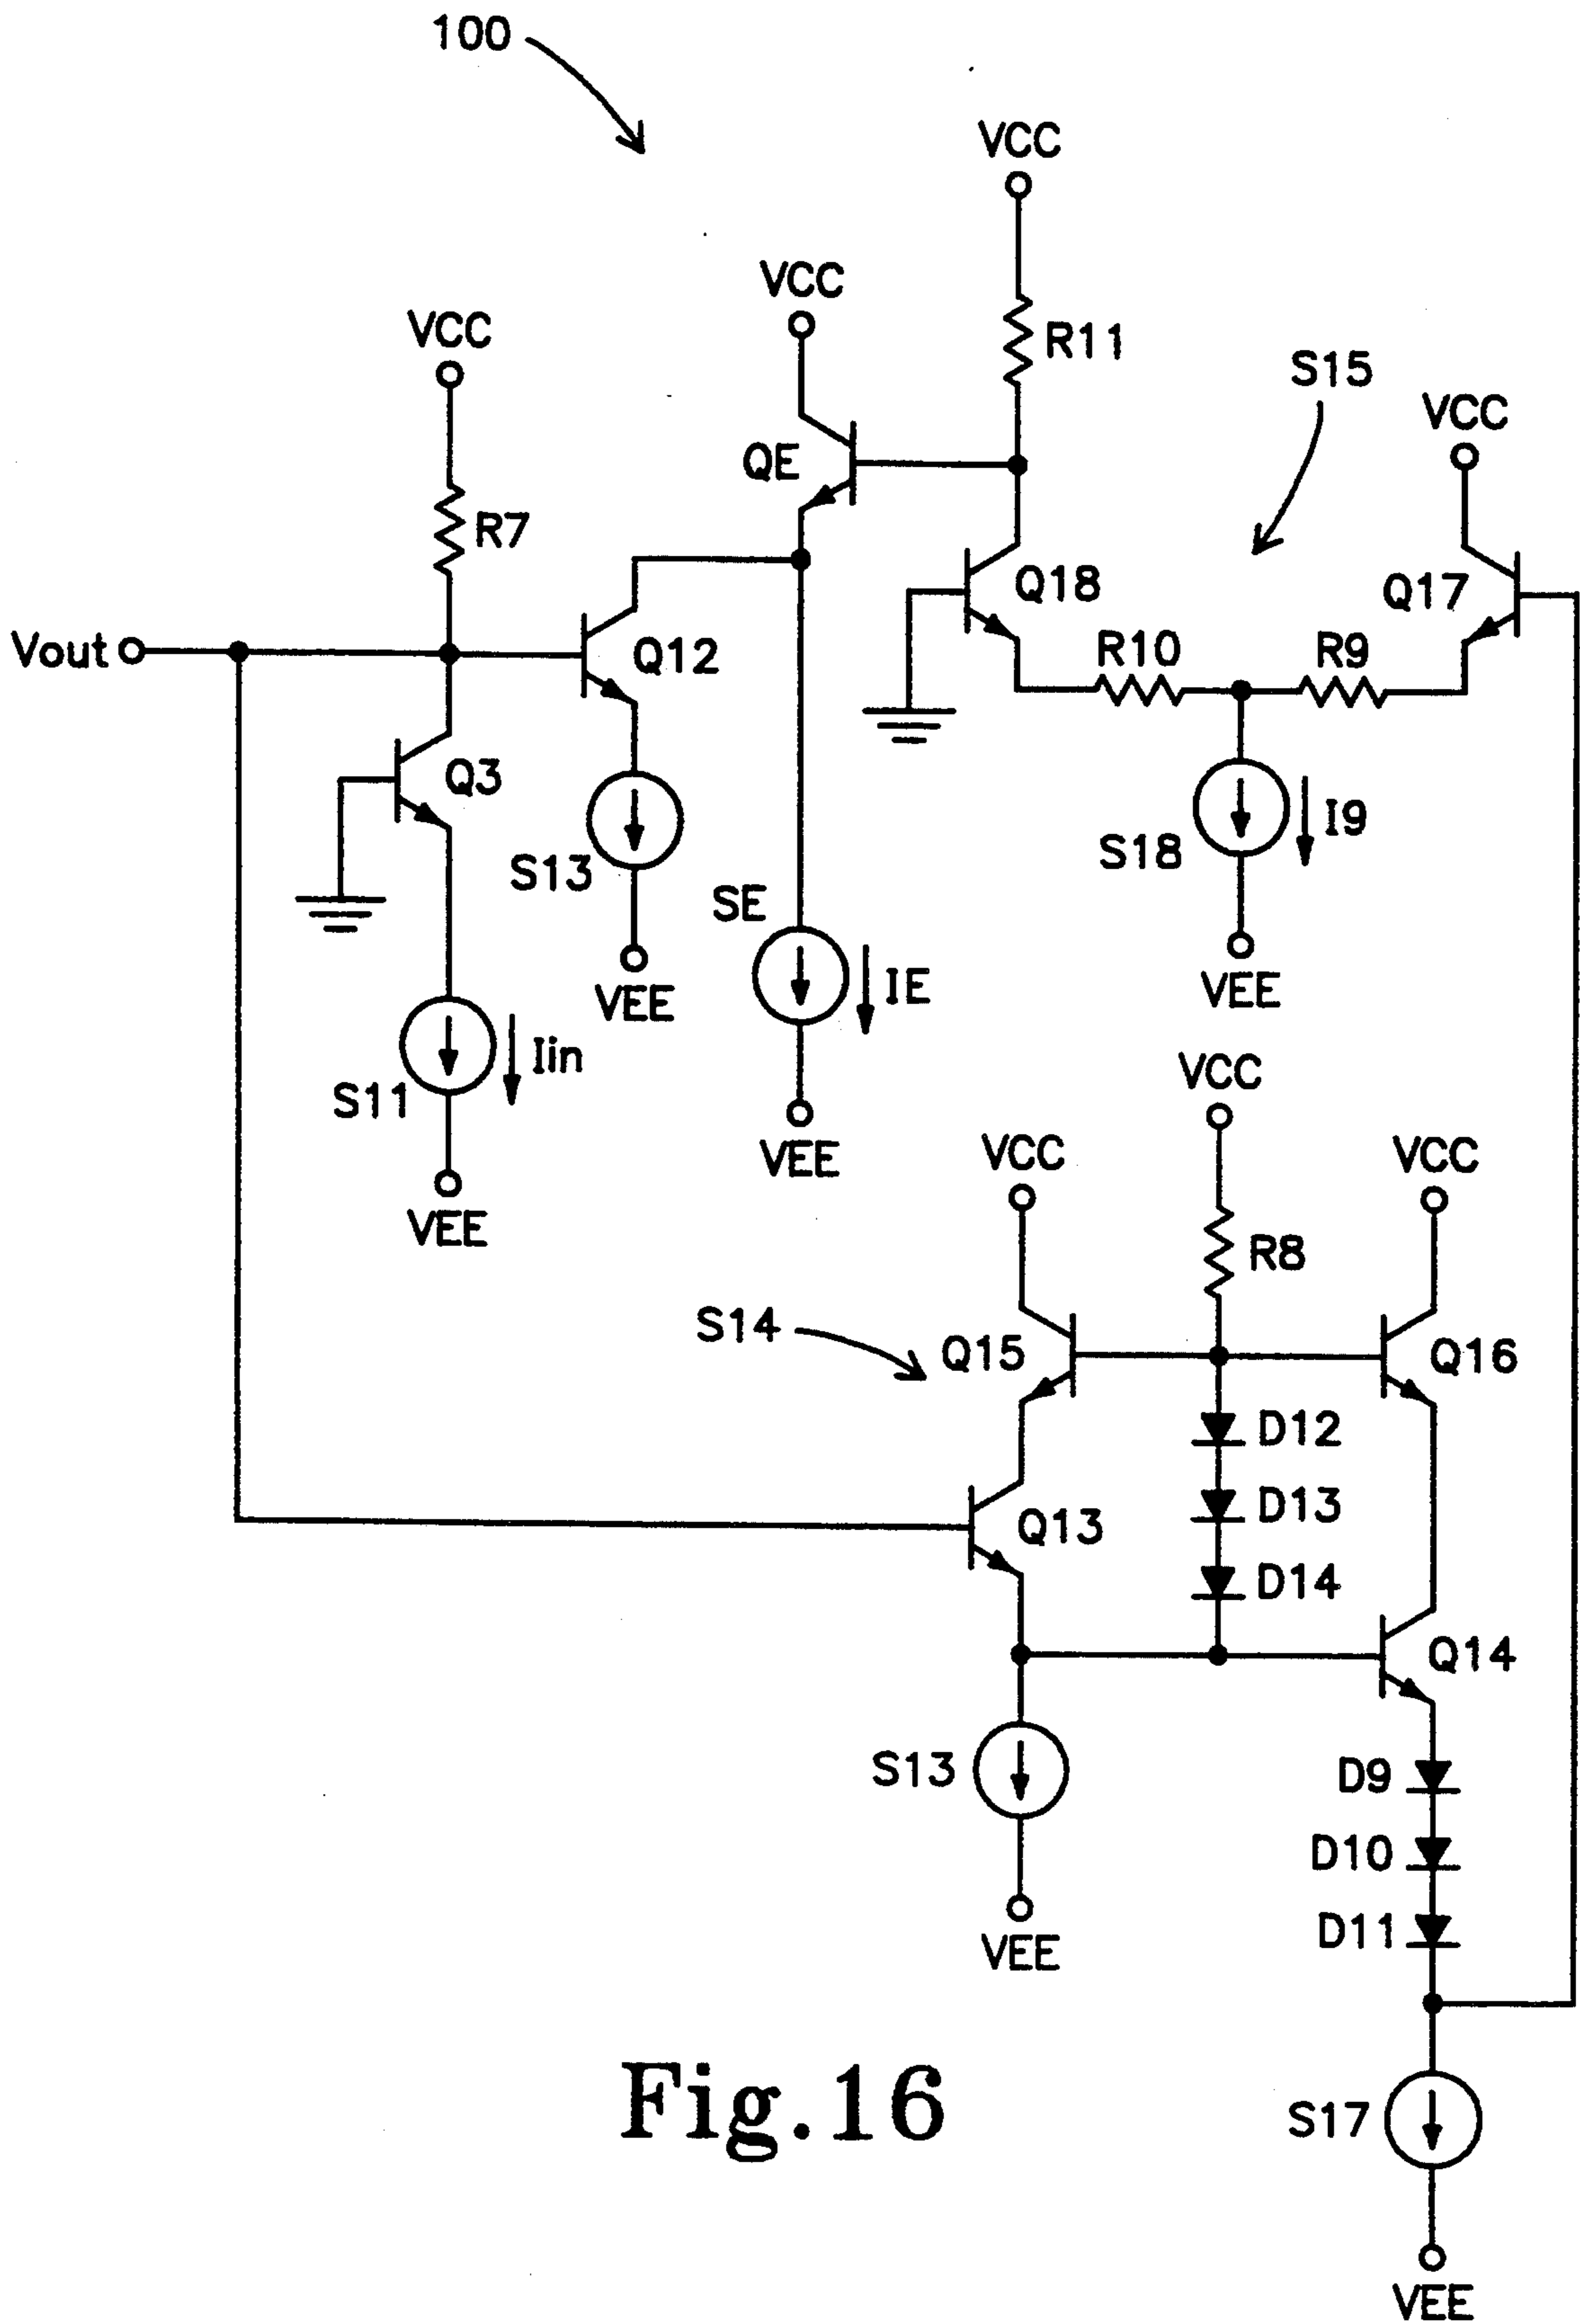 100
VCC
VCC
R11
VCC
S15
VCC
QE
R7
Q18
Q17
Vout
Q12
R10
R9
Q3
S13
S18
I9
SE
VEE
IE
VEE
Iin
S11
VCC
VEE
VCC
VCC
VEE
R8
S14
Q15
Q16
D12
D13
Q13
D14
Q14
S13
D9
D10
D11
VEE
Fig.16
S17
VEE